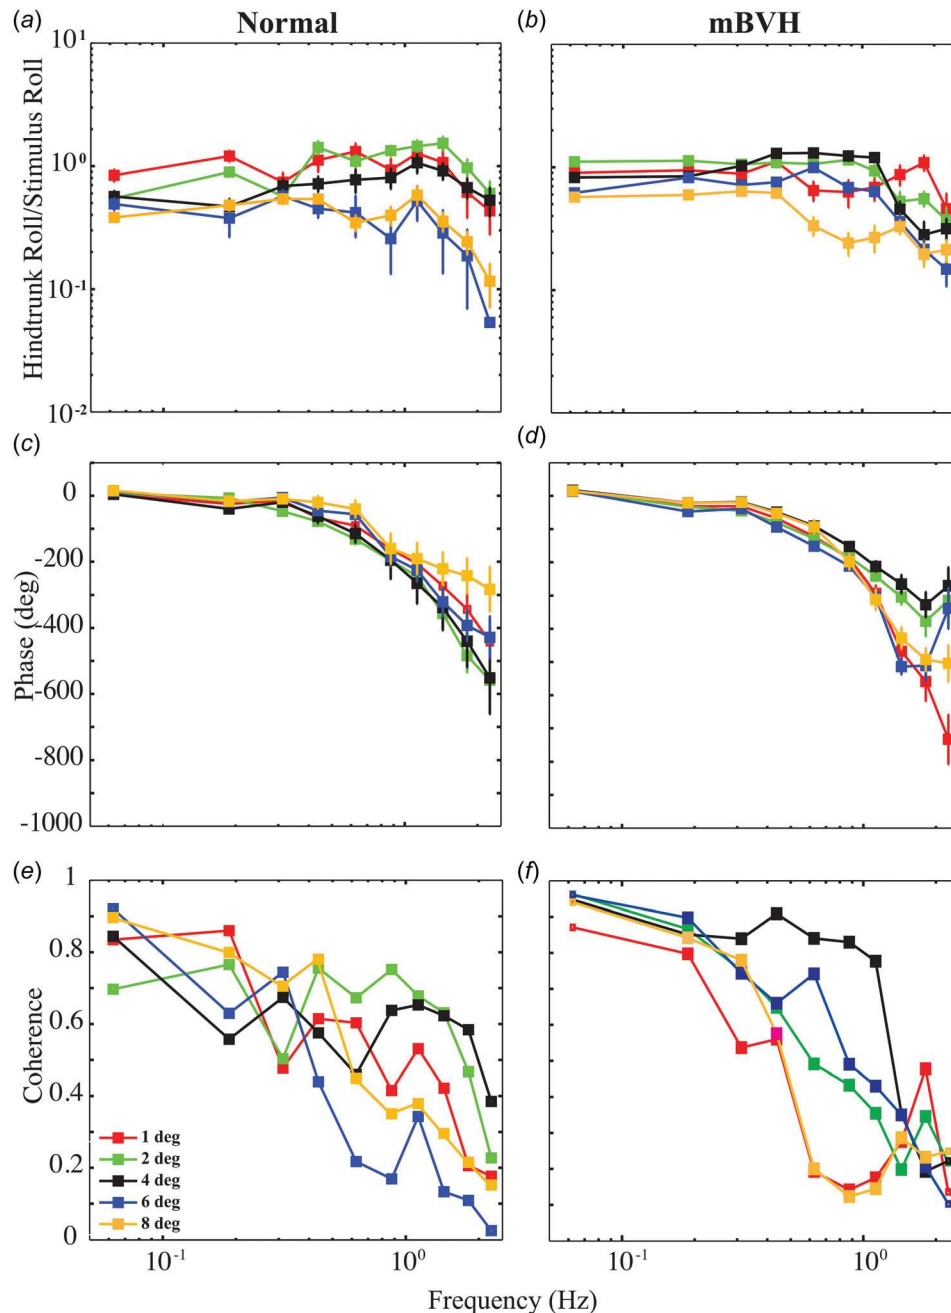 (a) Normal
(b) mBVH
Hindtrunk Roll/Stimulus Roll
10¹
10⁰
10⁻¹
10⁻²
(c)
(d)
Phase (deg)
0
-200
-400
-600
-800
-1000
(e)
(f)
Coherence
1
0.8
0.6
0.4
0.2
0
1 deg
2 deg
4 deg
6 deg
8 deg
10⁻¹ 10⁰ 10⁻¹ 10⁰
Frequency (Hz)